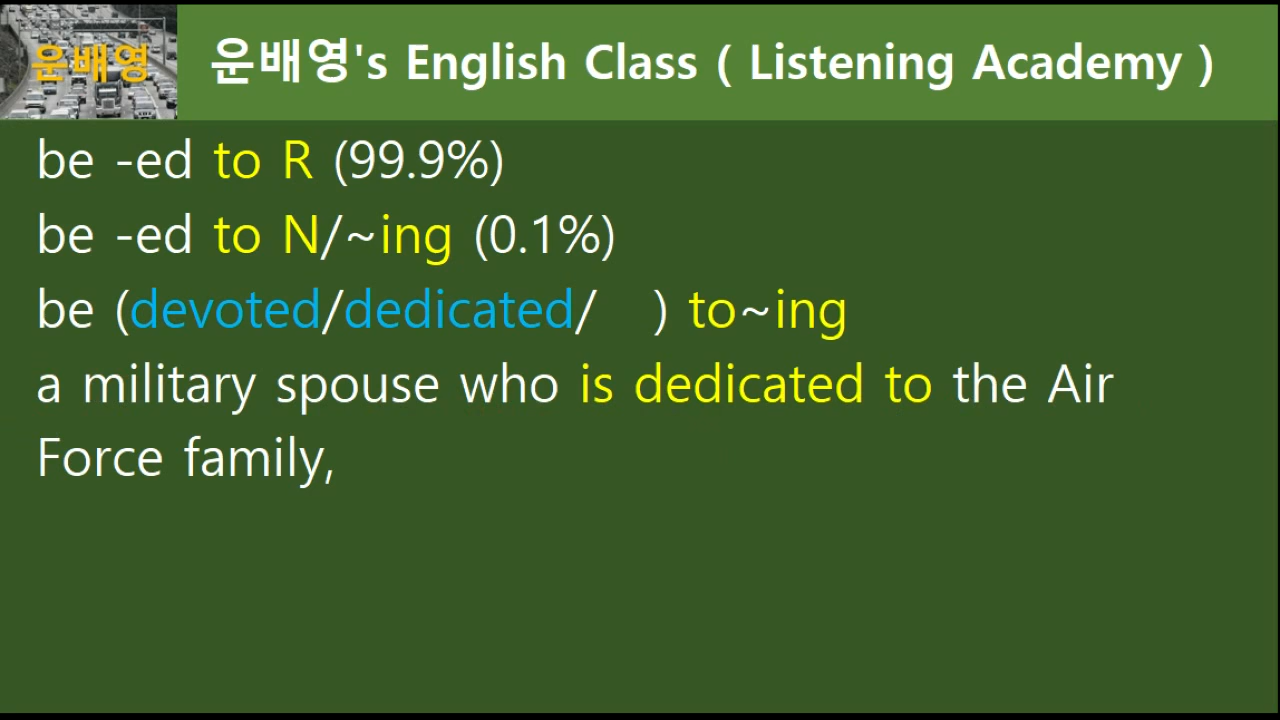 운배영
운배영's English Class ( Listening Academy )
be -ed to R (99.9%)
be -ed to N/~ing (0.1%)
be (devoted/dedicated/   ) to~ing
a military spouse who is dedicated to the Air
Force family,